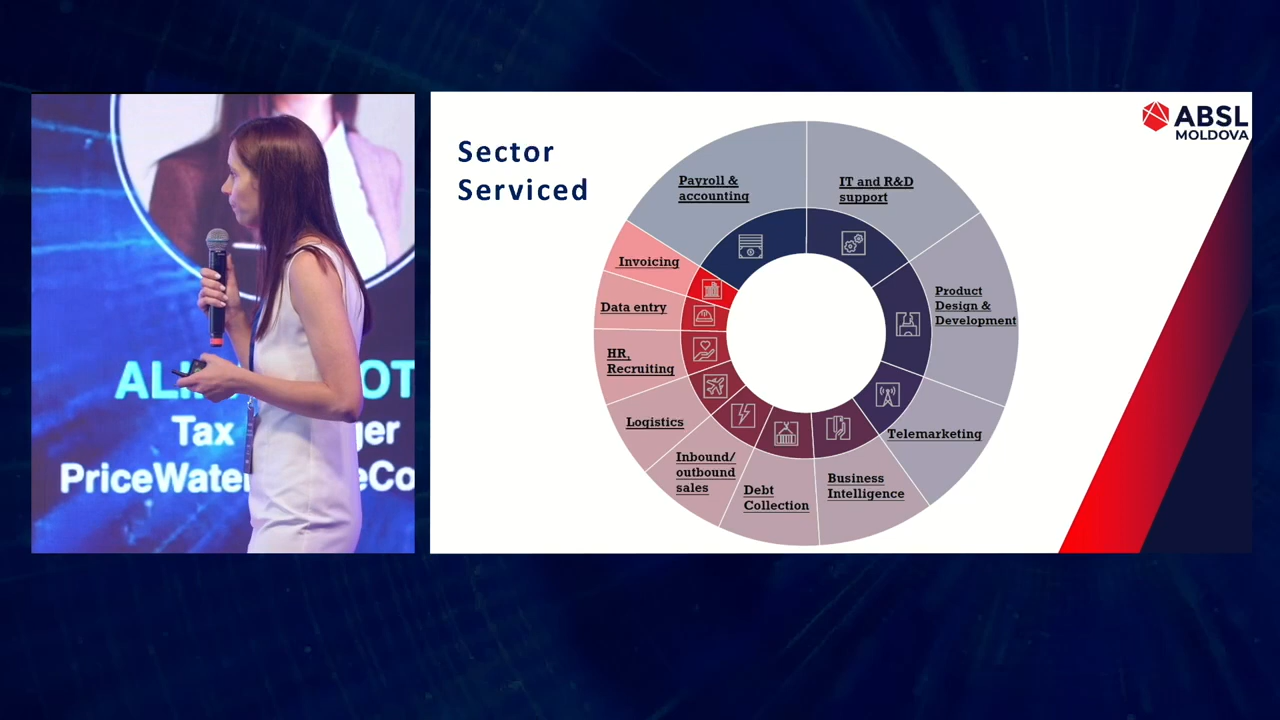 Tax
Sector
Serviced
ABSL
MOLDOVA
Payroll &
accounting
IT and R&D
support
Product
Design &
Development
Telemarketing
Business
Intelligence
Debt
Collection
Inbound/
outbound
sales
Logistics
HR,
Recruiting
Data entry
Invoicing